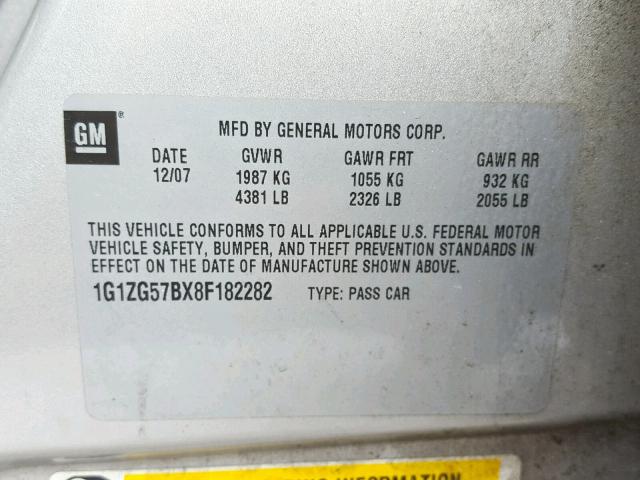 GM ®
MFD BY GENERAL MOTORS CORP.
DATE GVWR GAWR FRT GAWR RR
12/07 1987 KG 1055 KG 932 KG
4381 LB 2326 LB 2055 LB
THIS VEHICLE CONFORMS TO ALL APPLICABLE U.S. FEDERAL MOTOR
VEHICLE SAFETY, BUMPER, AND THEFT PREVENTION STANDARDS IN
EFFECT ON THE DATE OF MANUFACTURE SHOWN ABOVE.
1G1ZG57BX8F182282 TYPE: PASS CAR
INFORMATION